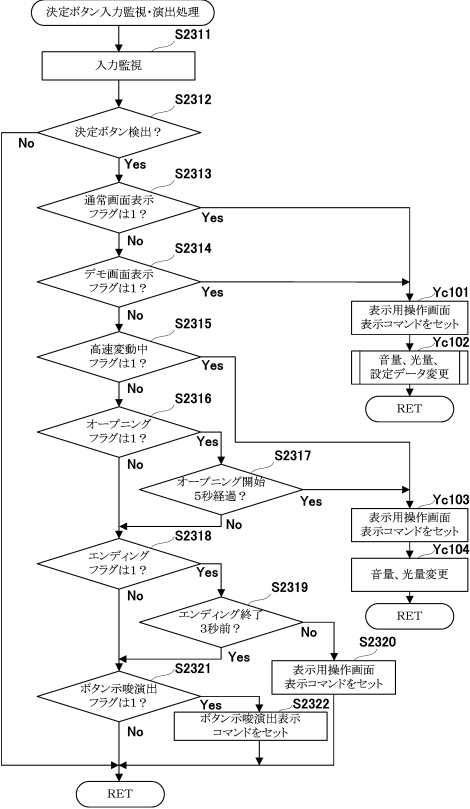 決定ボタン入力監視・演出処理
S2311
入力監視
S2312
決定ボタン検出？
No
Yes
S2313
通常画面表示
フラグは１？
Yes
No
S2314
デモ画面表示
フラグは１？
Yes
No
Yc101
表示用操作画面
表示コマンドをセット
Yc102
音量、光量、
設定データ変更
RET
S2315
高速変動中
フラグは１？
Yes
No
S2316
オープニング
フラグは１？
Yes
No
S2317
オープニング開始
５秒経過？
Yes
No
Yc103
表示用操作画面
表示コマンドをセット
Yc104
音量、光量変更
RET
S2318
エンディング
フラグは１？
Yes
No
S2319
エンディング終了
３秒前？
No
Yes
S2320
表示用操作画面
表示コマンドをセット
S2321
ボタン示唆演出
フラグは１？
Yes
No
S2322
ボタン示唆演出表示
コマンドをセット
RET